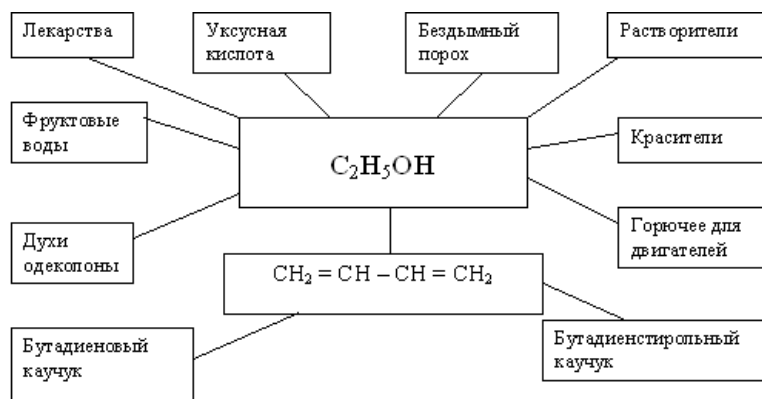 Лекарства
Уксусная
кислота
Бездымный
порох
Растворители
Фруктовые
воды
C₂H₅OH
Красители
Духи
одеколоны
Горючее для
двигателей
CH₂ = CH – CH = CH₂
Бутадиеновый
каучук
Бутадиенстирольный
каучук